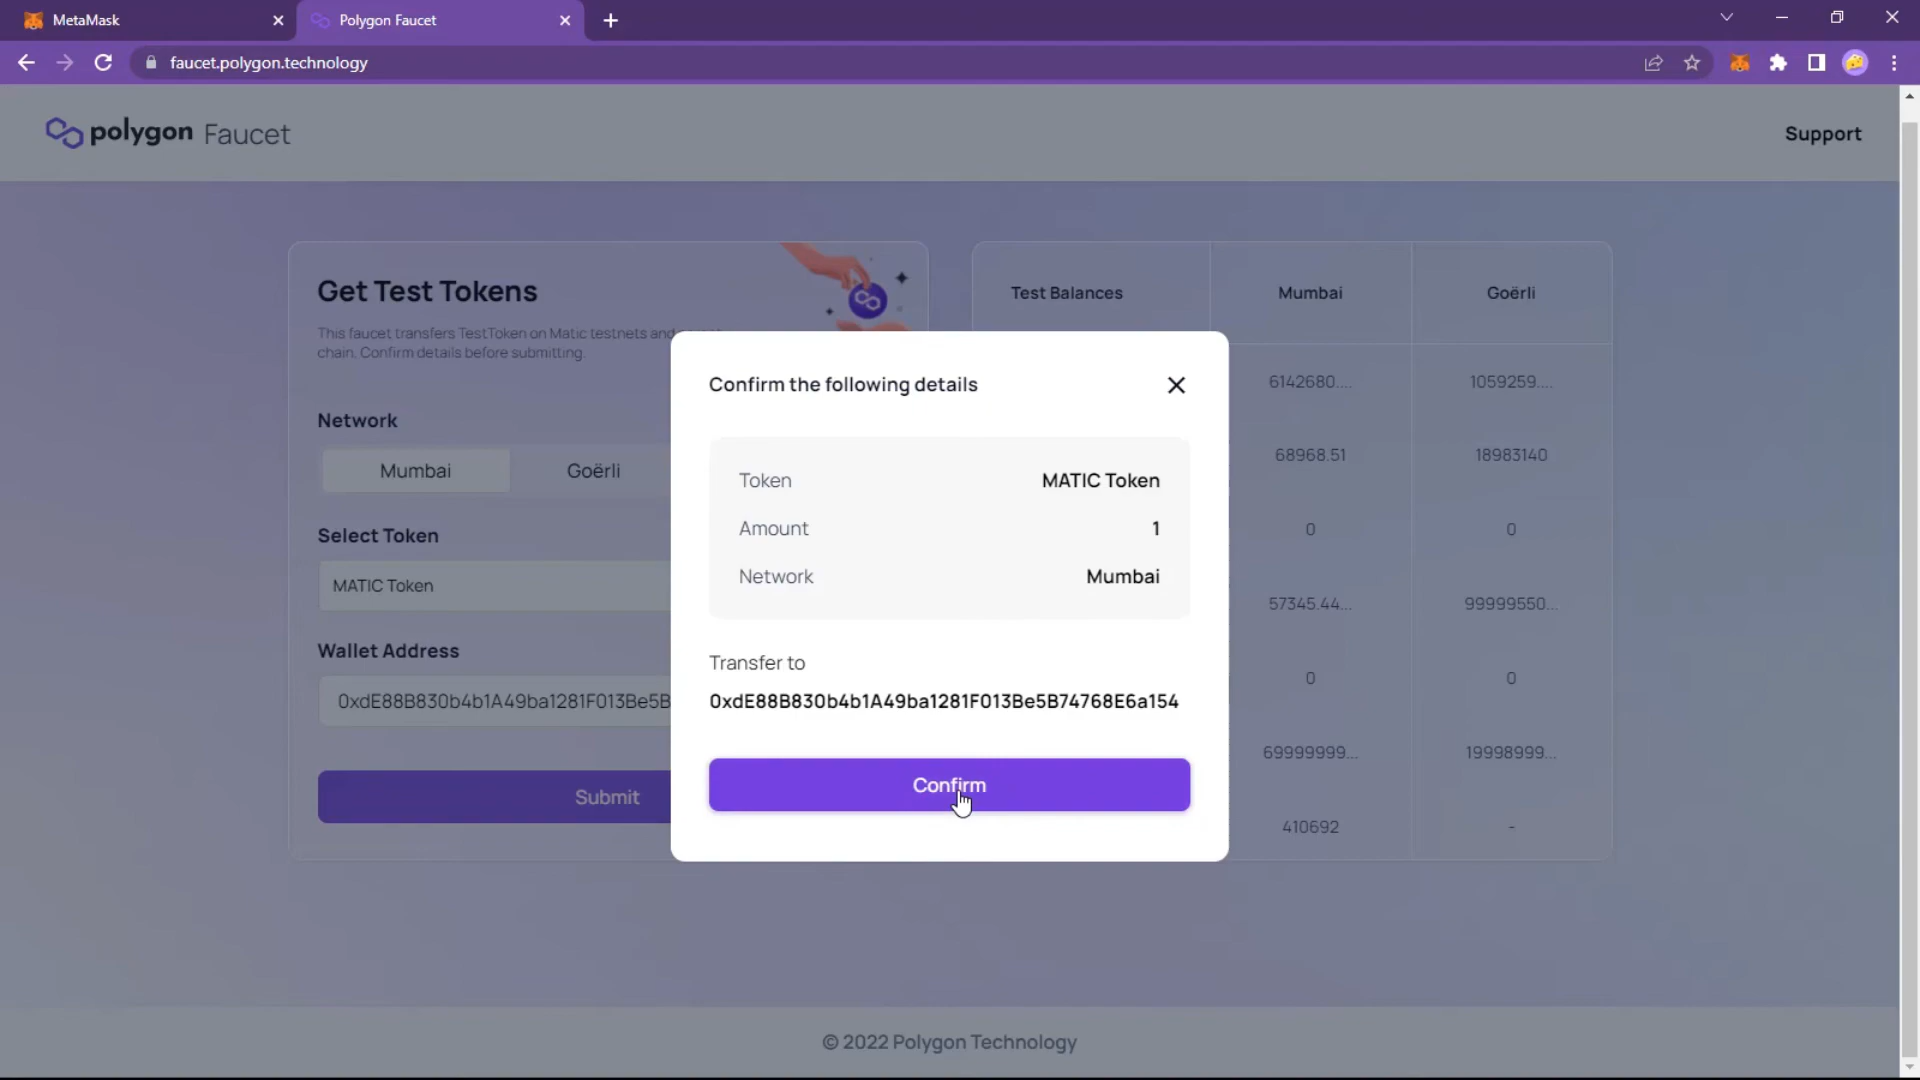 MetaMask
Polygon Faucet
faucet.polygon.technology
polygon Faucet
Support
Get Test Tokens
This faucet transfers TestToken on Matic testnets and
chain. Confirm details before submitting.
Network
Mumbai
Goërli
Select Token
MATIC Token
Wallet Address
0xdE88B830b4b1A49ba1281F013Be5B
Submit
Confirm the following details
Token
MATIC Token
Amount
1
Network
Mumbai
Transfer to
0xdE88B830b4b1A49ba1281F013Be5B74768E6a154
Confirm
Test Balances
Mumbai
Goërli
6142680....
1059259....
68968.51
18983140
0
0
57345.44...
99999550...
0
0
69999999...
19998999...
410692
-
© 2022 Polygon Technology